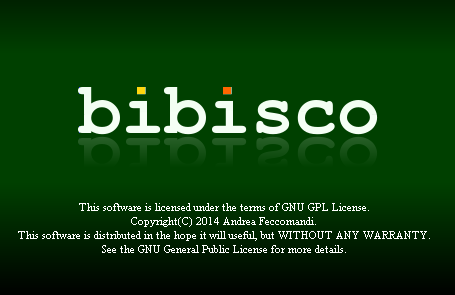 bibisco
This software is licensed under the terms of GNU GPL License.
Copyright(C) 2014 Andrea Feccomandi.
This software is distributed in the hope it will useful, but WITHOUT ANY WARRANTY.
See the GNU General Public License for more details.